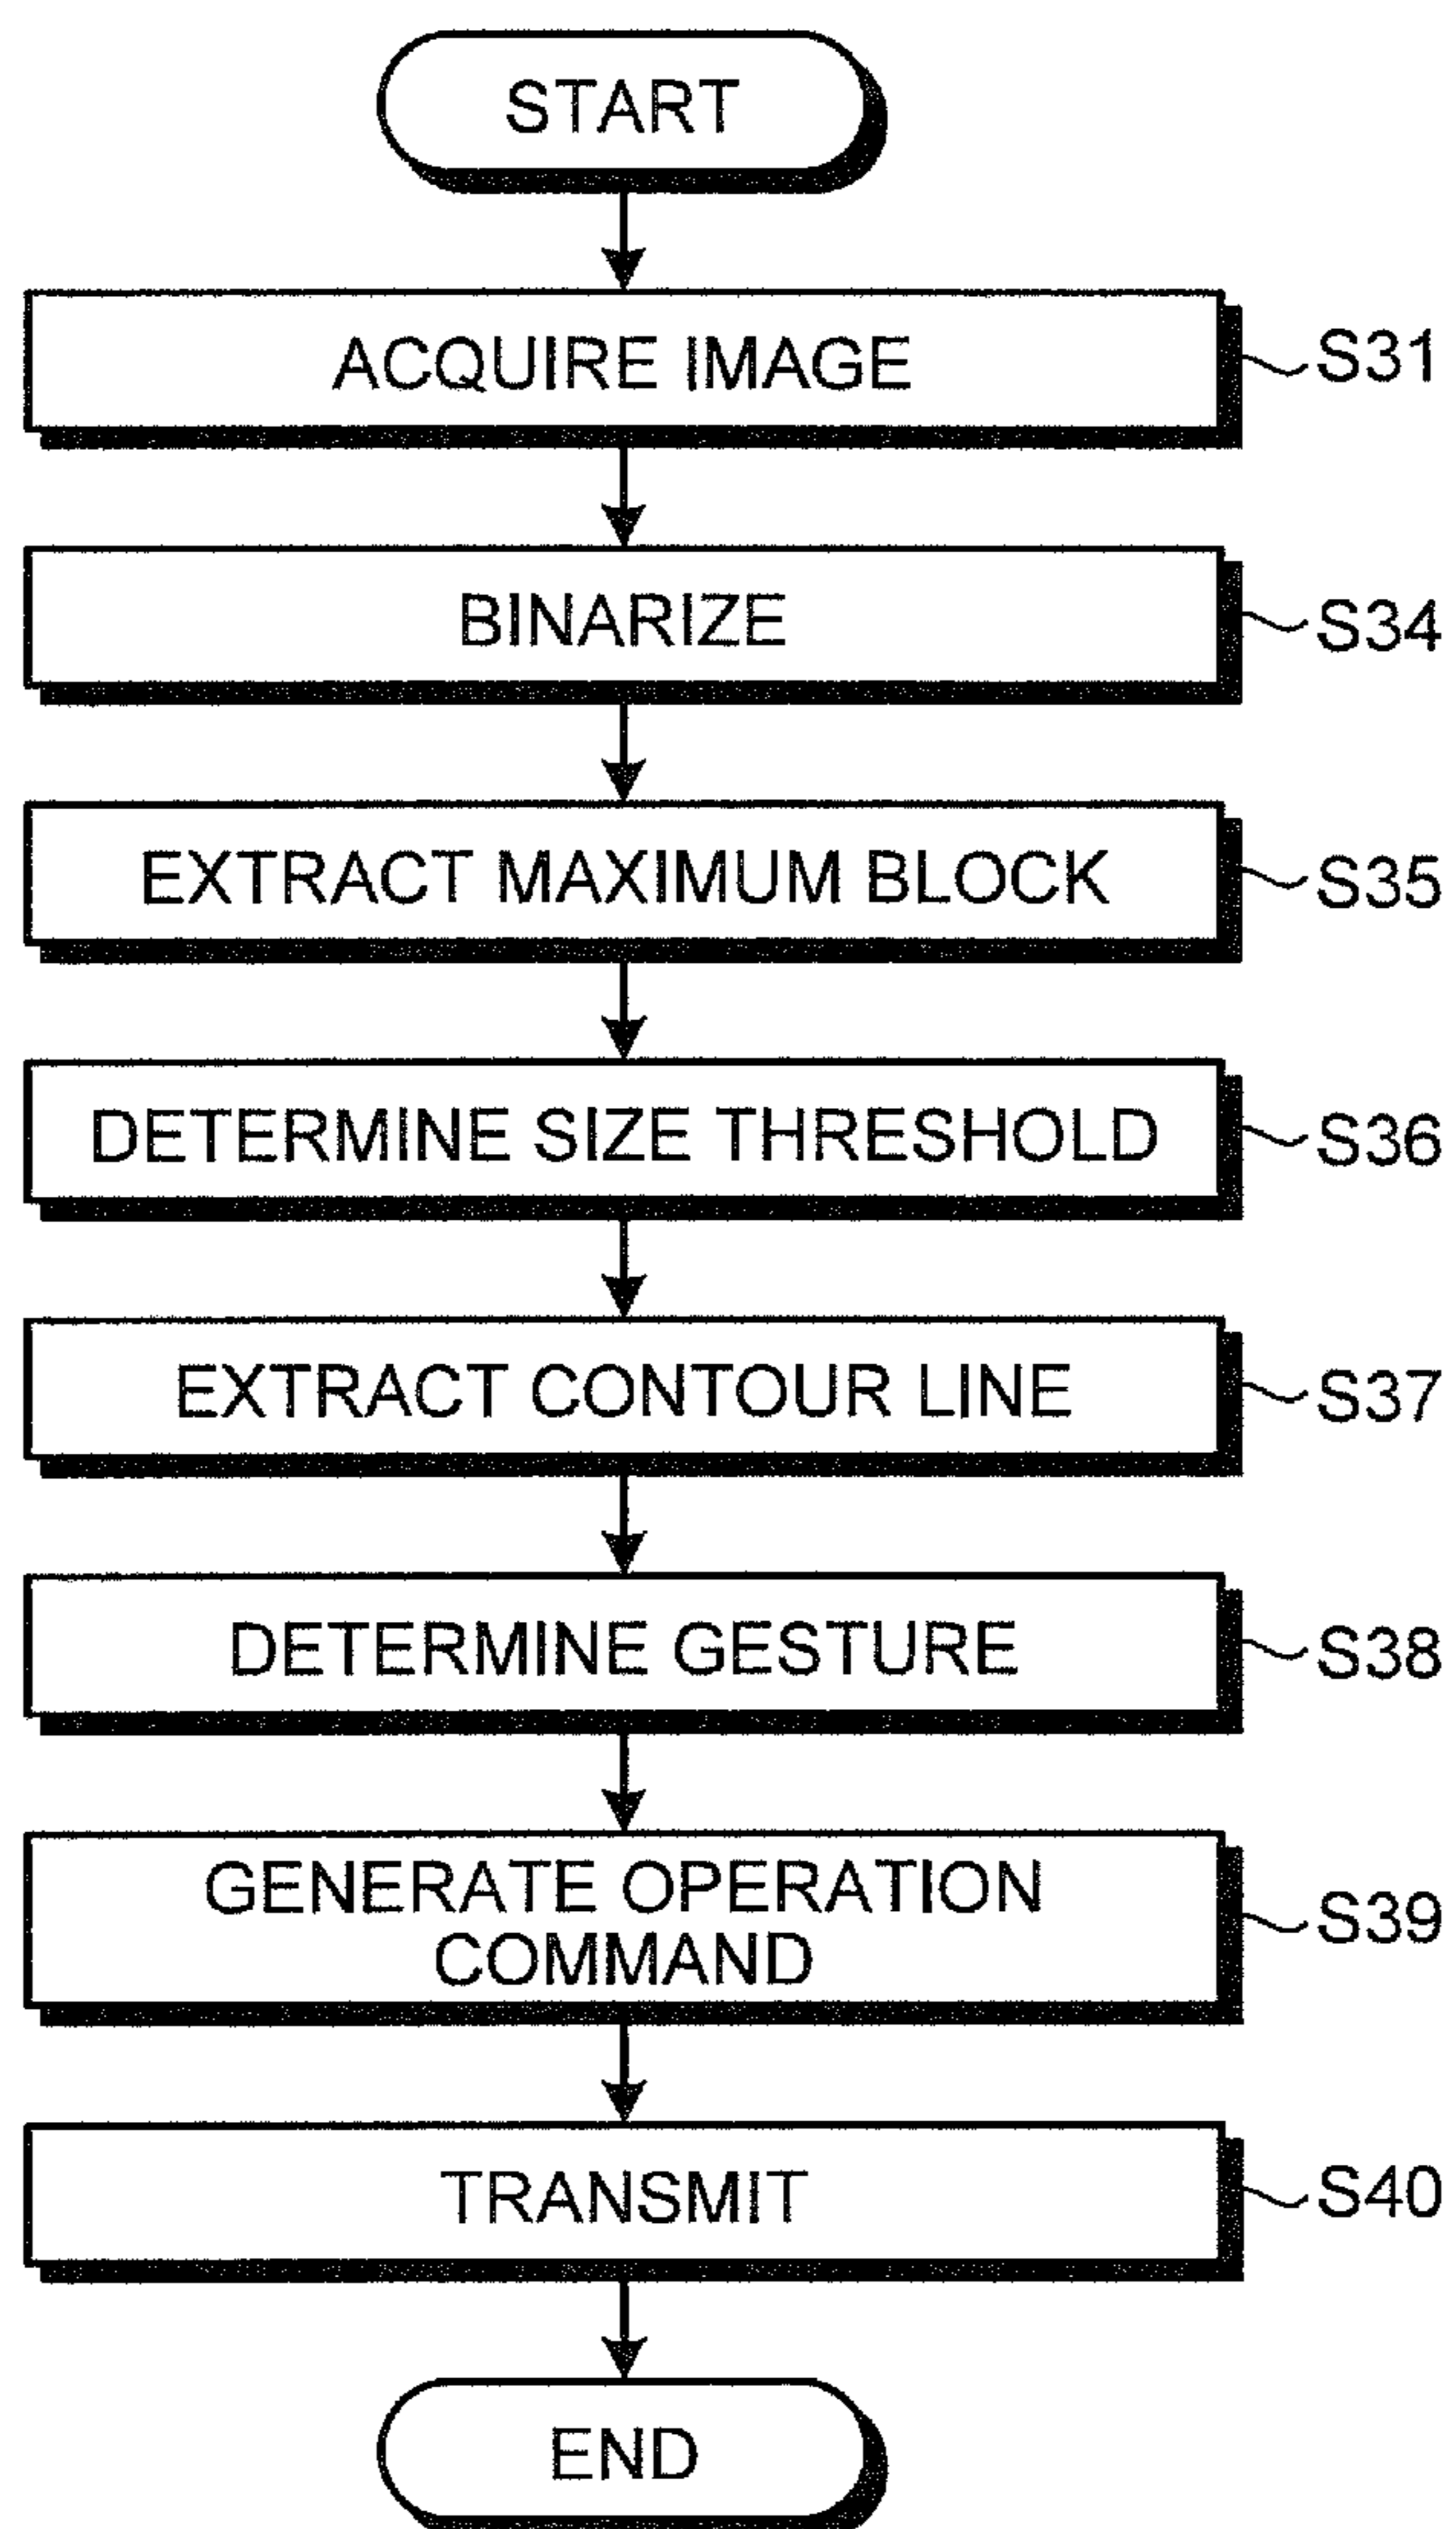 START
ACQUIRE IMAGE
S31
BINARIZE
S34
EXTRACT MAXIMUM BLOCK
S35
DETERMINE SIZE THRESHOLD
S36
EXTRACT CONTOUR LINE
S37
DETERMINE GESTURE
S38
GENERATE OPERATION
COMMAND
S39
TRANSMIT
S40
END